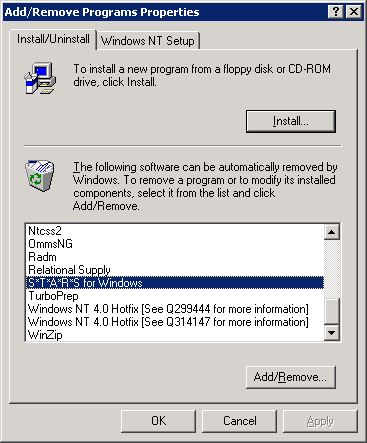 Add/Remove Programs Properties
Install/Uninstall
Windows NT Setup
To install a new program from a floppy disk or CD-ROM
drive, click Install.
Install...
The following software can be automatically removed by
Windows. To remove a program or to modify its installed
components, select it from the list and click
Add/Remove.
Ntcss2
OmmsNG
Radm
Relational Supply
S*T*A*R*S for Windows
TurboPrep
Windows NT 4.0 Hotfix [See Q299444 for more information]
Windows NT 4.0 Hotfix [See Q314147 for more information]
WinZip
Add/Remove...
OK
Cancel
Apply